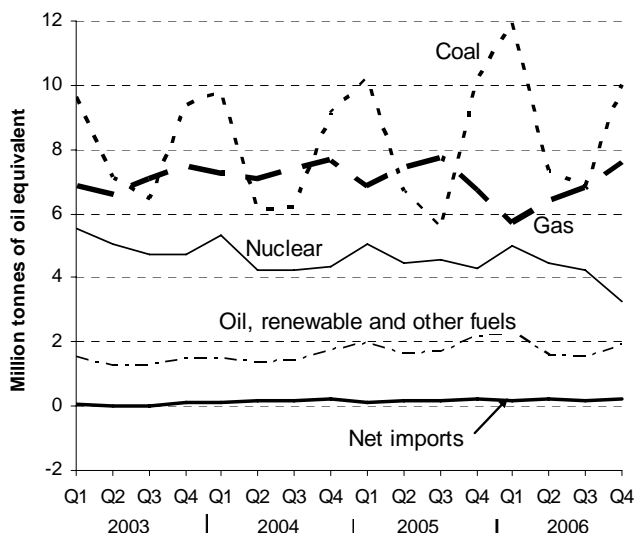 Million tonnes of oil equivalent
12
10
8
6
4
2
0
-2
Coal
Gas
Nuclear
Oil, renewable and other fuels
Net imports
Q1 Q2 Q3 Q4 Q1 Q2 Q3 Q4 Q1 Q2 Q3 Q4 Q1 Q2 Q3 Q4
2003 2004 2005 2006